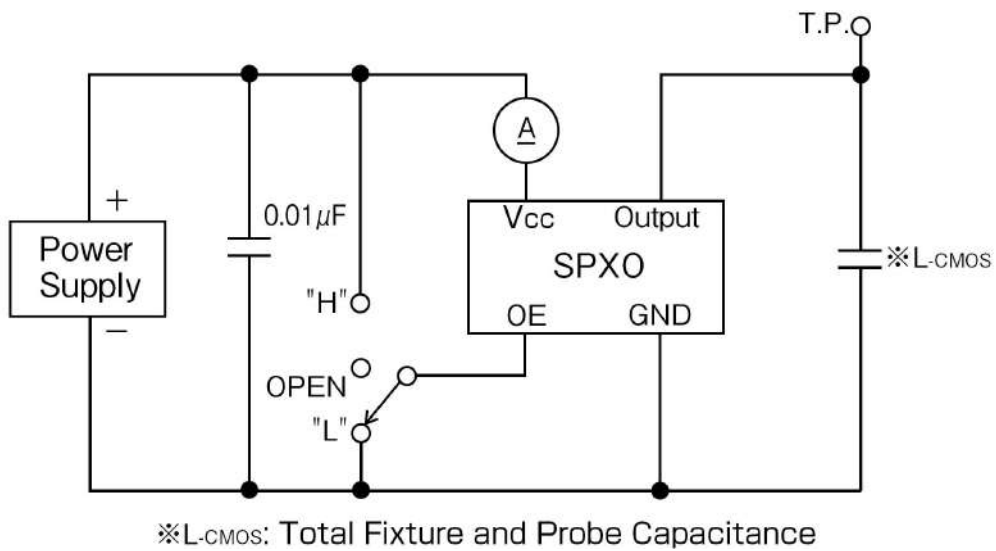 T.P.
A
+
0.01μF
Vcc Output
Power
Supply
SPXO
※L-CMOS
"H"
OE GND
−
OPEN
"L"
※L-CMOS: Total Fixture and Probe Capacitance